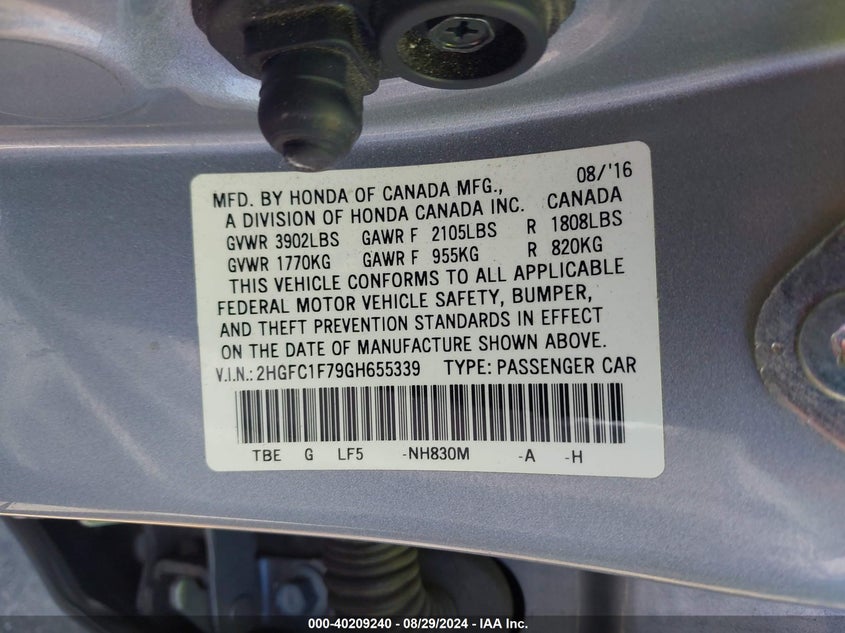 08/'16
MFD. BY HONDA OF CANADA MFG.,
A DIVISION OF HONDA CANADA INC. CANADA
GVWR 3902LBS GAWR F 2105LBS R 1808LBS
GVWR 1770KG GAWR F 955KG R 820KG
THIS VEHICLE CONFORMS TO ALL APPLICABLE
FEDERAL MOTOR VEHICLE SAFETY, BUMPER,
AND THEFT PREVENTION STANDARDS IN EFFECT
ON THE DATE OF MANUFACTURE SHOWN ABOVE.
V.I.N.:2HGFC1F79GH655339 TYPE:PASSENGER CAR
TBE G LF5 -NH830M -A -H
000-40209240 - 08/29/2024 - IAA Inc.